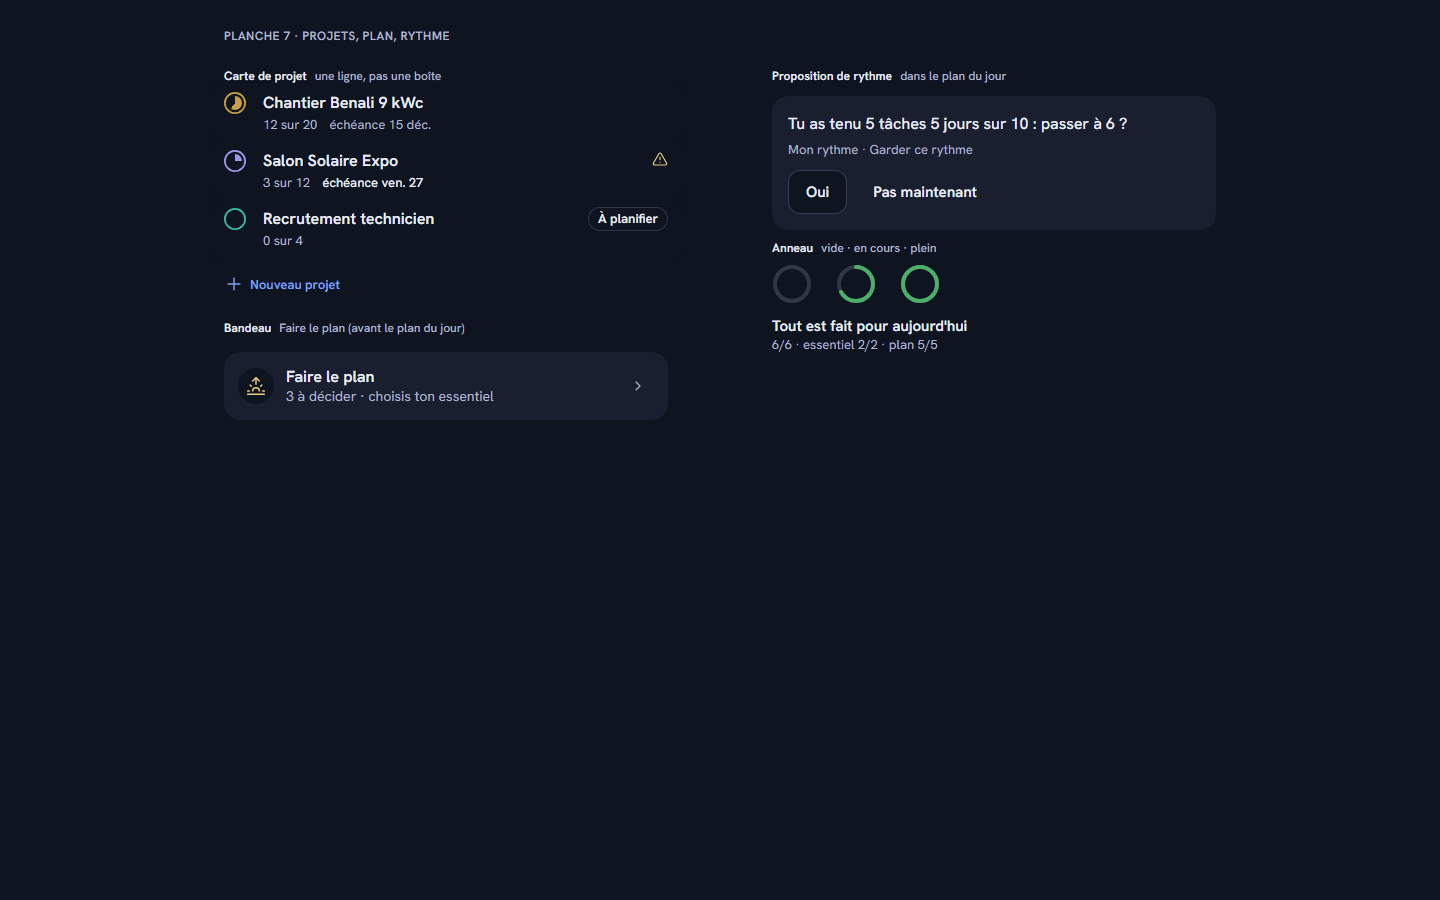 PLANCHE 7 · PROJETS, PLAN, RYTHME
Carte de projet une ligne, pas une boîte
Chantier Benali 9 kWc
12 sur 20 échéance 15 déc.
Salon Solaire Expo
3 sur 12 échéance ven. 27
Recrutement technicien À planifier
0 sur 4
Nouveau projet
Bandeau Faire le plan (avant le plan du jour)
Faire le plan
3 à décider · choisis ton essentiel
Proposition de rythme dans le plan du jour
Tu as tenu 5 tâches 5 jours sur 10 : passer à 6 ?
Mon rythme · Garder ce rythme
Oui Pas maintenant
Anneau vide · en cours · plein
Tout est fait pour aujourd'hui
6/6 · essentiel 2/2 · plan 5/5